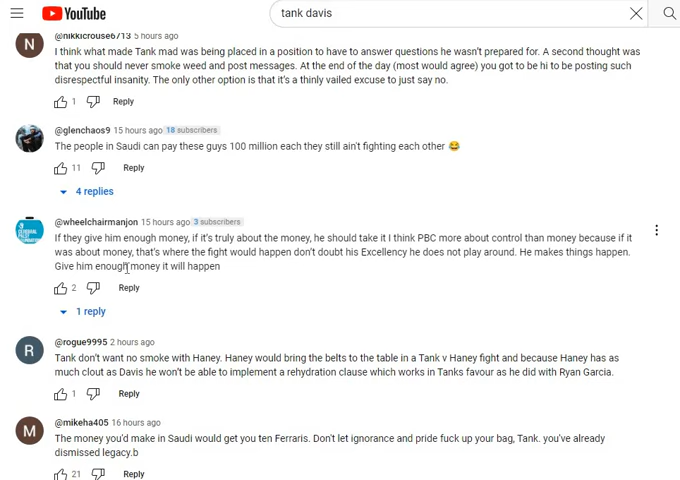 YouTube
tank davis
@nikkicrouse6713 5 hours ago
I think what made Tank mad was being placed in a position to have to answer questions he wasn't prepared for. A second thought was
that you should never smoke weed and post messages. At the end of the day (most would agree) you got to be hi to be posting such
disrespectful insanity. The only other option is that it's a thinly vailed excuse to just say no.
1 Reply
@glenchaos9 15 hours ago 18 subscribers
The people in Saudi can pay these guys 100 million each they still ain't fighting each other 😂
11 Reply
4 replies
@wheelchairmanjon 15 hours ago 3 subscribers
If they give him enough money, if it's truly about the money, he should take it I think PBC more about control than money because if it
was about money, that's where the fight would happen don't doubt his Excellency he does not play around. He makes things happen.
Give him enough money it will happen
2 Reply
1 reply
R
@rogue9995 2 hours ago
Tank don't want no smoke with Haney. Haney would bring the belts to the table in a Tank v Haney fight and because Haney has as
much clout as Davis he won't be able to implement a rehydration clause which works in Tanks favour as he did with Ryan Garcia.
1 Reply
M
@mikeha405 16 hours ago
The money you'd make in Saudi would get you ten Ferraris. Don't let ignorance and pride fuck up your bag, Tank. you've already
dismissed legacy.b
21 Reply